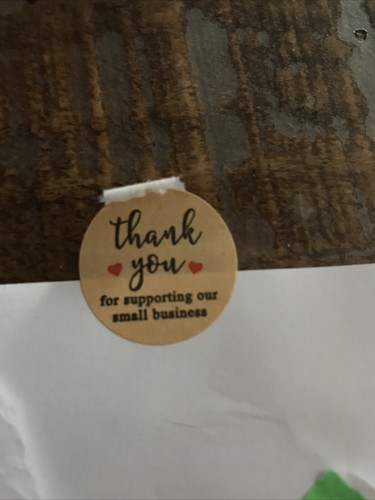 thank
you
for supporting our
small business